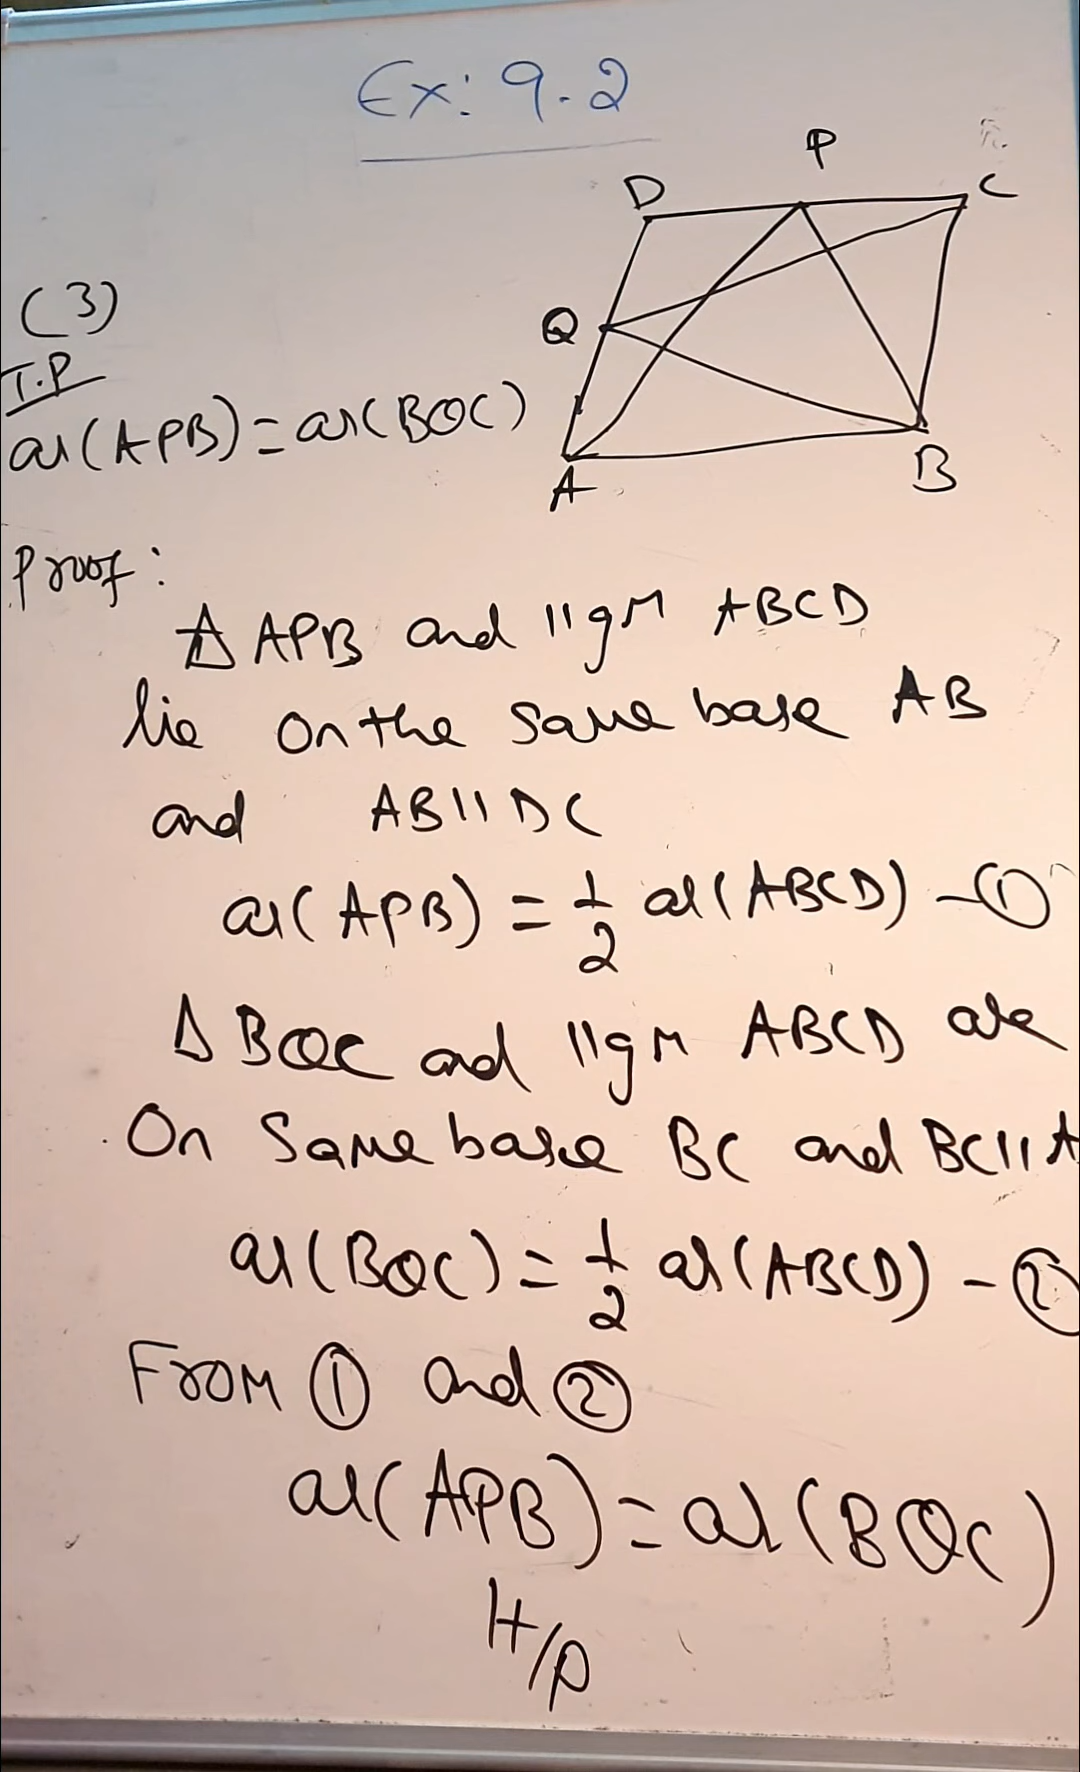 Ex: 9.2
P
D
C
(3)
Q
T.P
ar(APB)=ar(BQC)
A
B
Proof:
Δ APB and ||gm ABCD
lie on the same base AB
and AB||DC
ar(APB) = 1/2 ar(ABCD) - ①
Δ BQC and ||gm ABCD are
On Same base BC and BC||A
ar(BQC) = 1/2 ar(ABCD) - ②
From ① and ②
ar(APB) = ar(BQC)
H/p